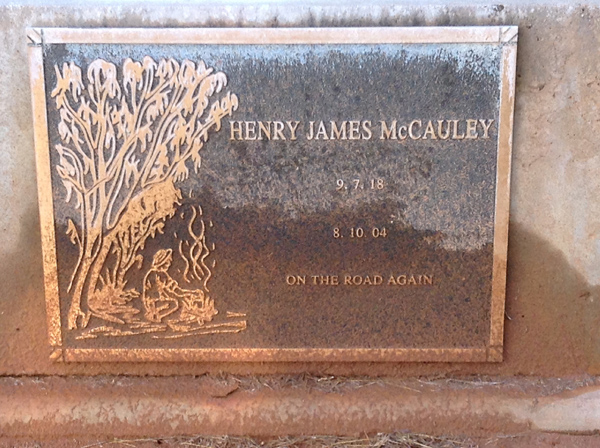 HENRY JAMES McCAULEY
9. 7. 18
8. 10. 04
ON THE ROAD AGAIN